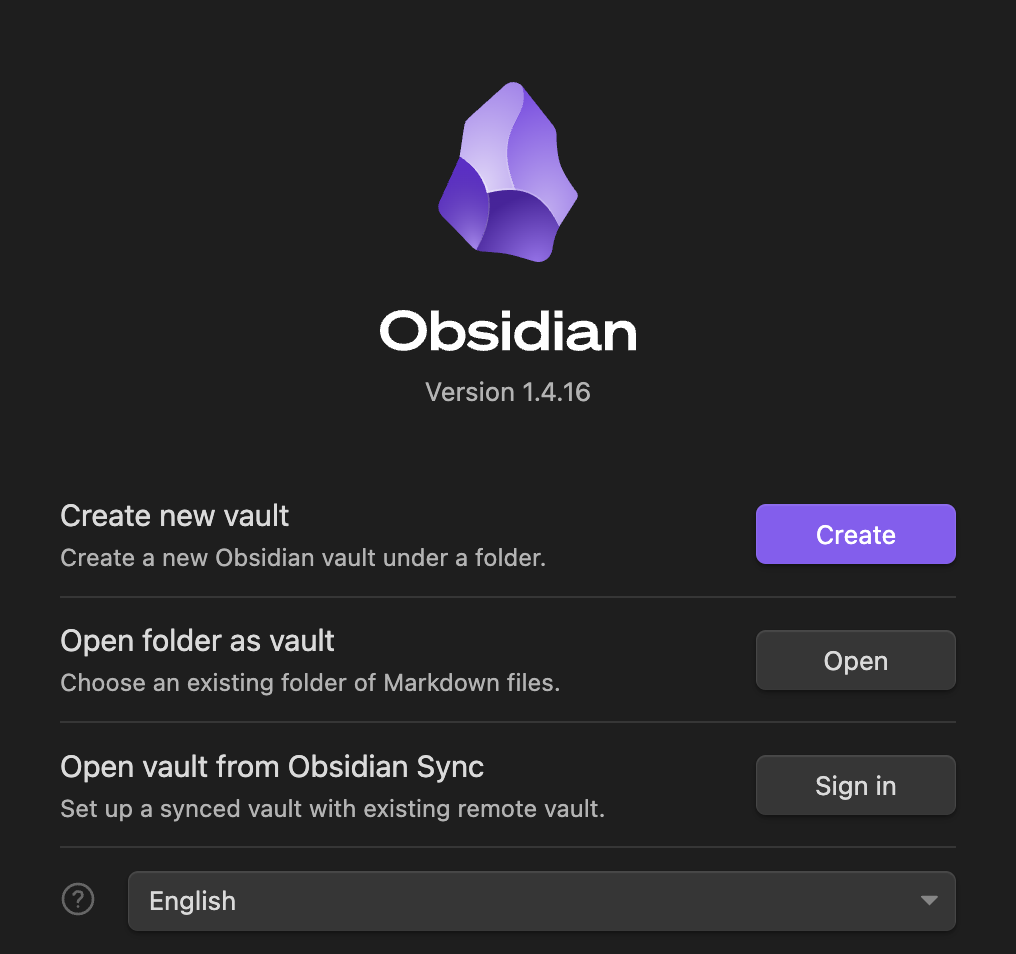 Obsidian
Version 1.4.16
Create new vault
Create a new Obsidian vault under a folder.
Create
Open folder as vault
Choose an existing folder of Markdown files.
Open
Open vault from Obsidian Sync
Set up a synced vault with existing remote vault.
Sign in
?
English